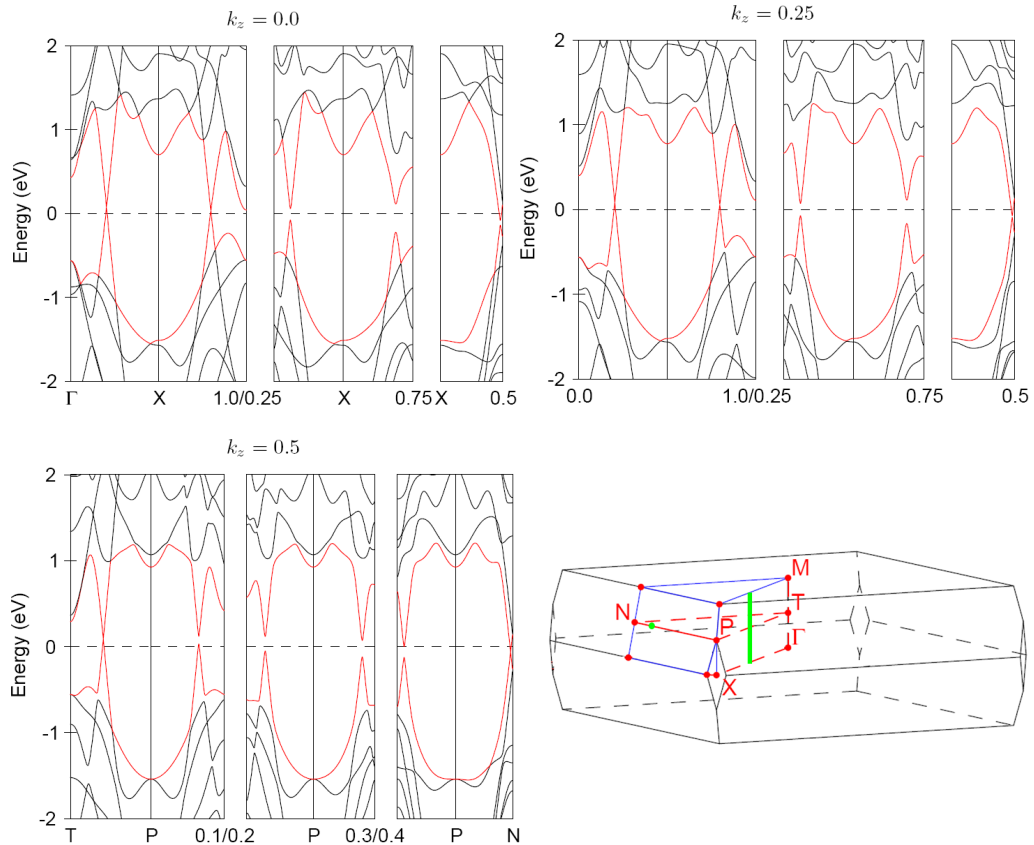 k_z = 0.0
2
1
0
-1
-2
Energy (eV)
Γ X 1.0/0.25 X 0.75 X 0.5
k_z = 0.25
2
1
0
-1
-2
Energy (eV)
0.0 1.0/0.25 0.75 0.5
k_z = 0.5
2
1
0
-1
-2
Energy (eV)
T P 0.1/0.2 P 0.3/0.4 P N
M
T
N
P
Γ
X